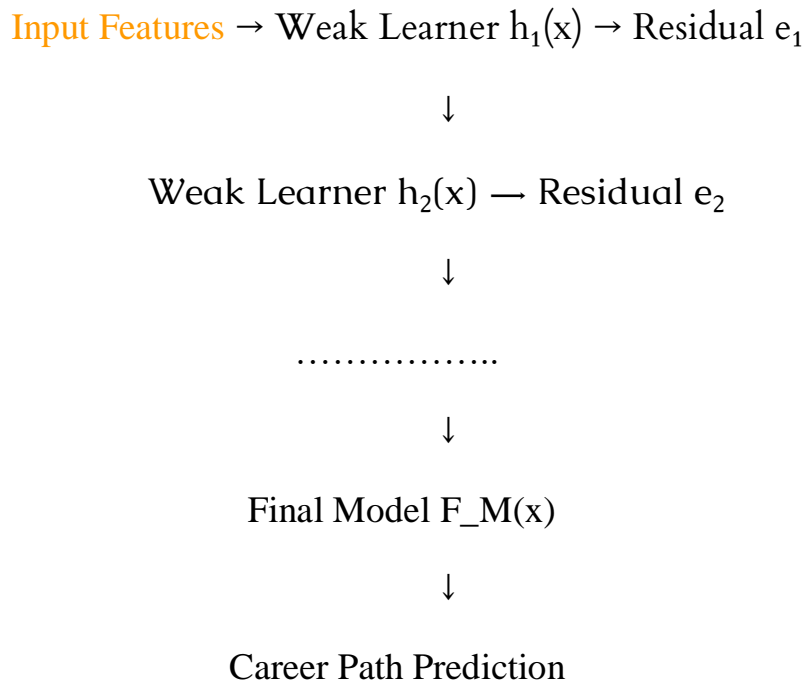 Input Features → Weak Learner h₁(x) → Residual e₁
↓
Weak Learner h₂(x) → Residual e₂
↓
……………..
↓
Final Model F_M(x)
↓
Career Path Prediction